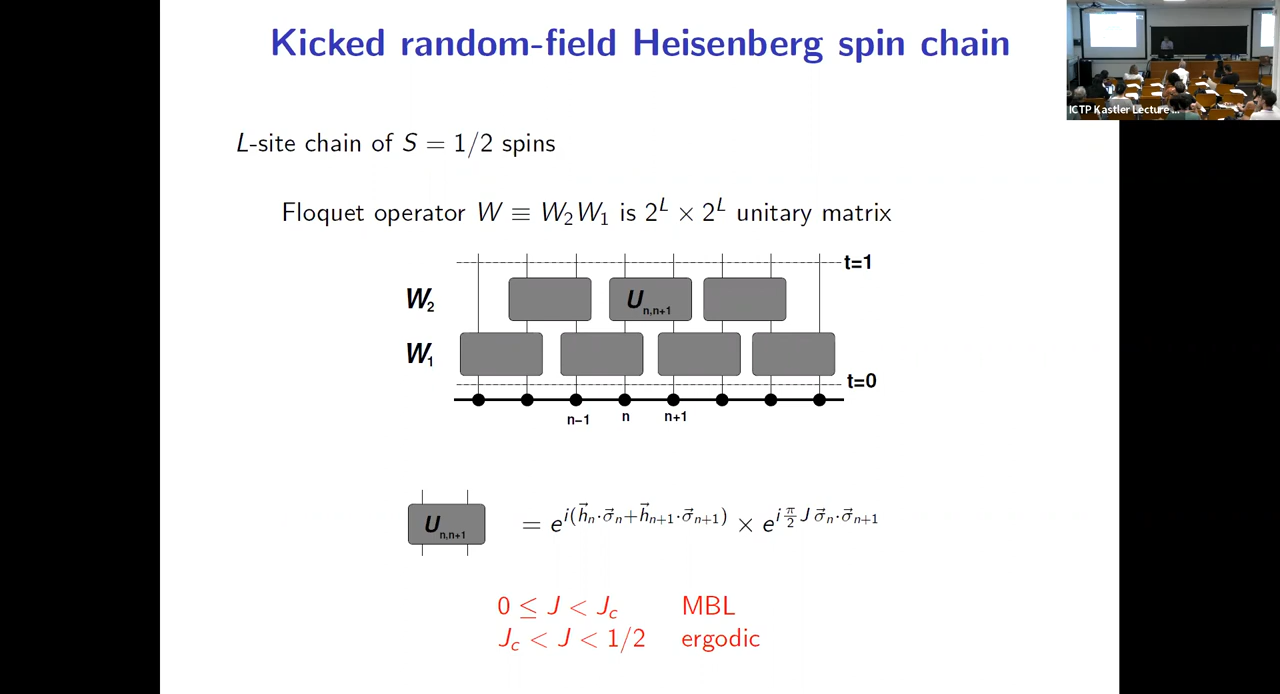 Kicked random-field Heisenberg spin chain
ICTP Kastler Lecture ...
L-site chain of S = 1/2 spins
Floquet operator W ≡ W₂W₁ is 2^L × 2^L unitary matrix
t=1
W₂
U_{n,n+1}
W₁
t=0
n−1 n n+1
U_{n,n+1} = e^{i(\vec{h}_n·\vec{σ}_n+\vec{h}_{n+1}·\vec{σ}_{n+1})} × e^{i\frac{π}{2}J\vec{σ}_n·\vec{σ}_{n+1}}
0 ≤ J < J_c MBL
J_c < J < 1/2 ergodic